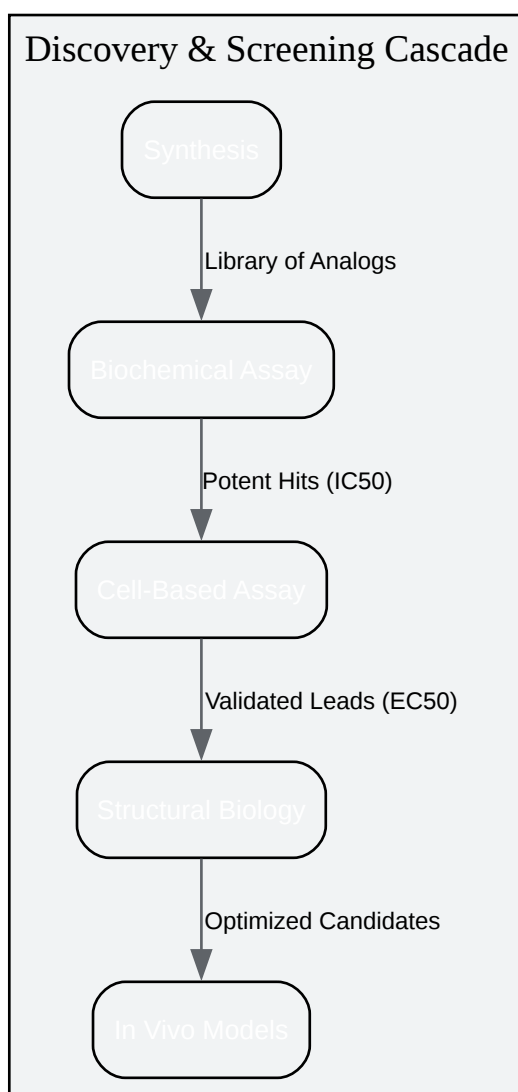 Discovery & Screening Cascade
Synthesis
Library of Analogs
Biochemical Assay
Potent Hits (IC50)
Cell-Based Assay
Validated Leads (EC50)
Structural Biology
Optimized Candidates
In Vivo Models